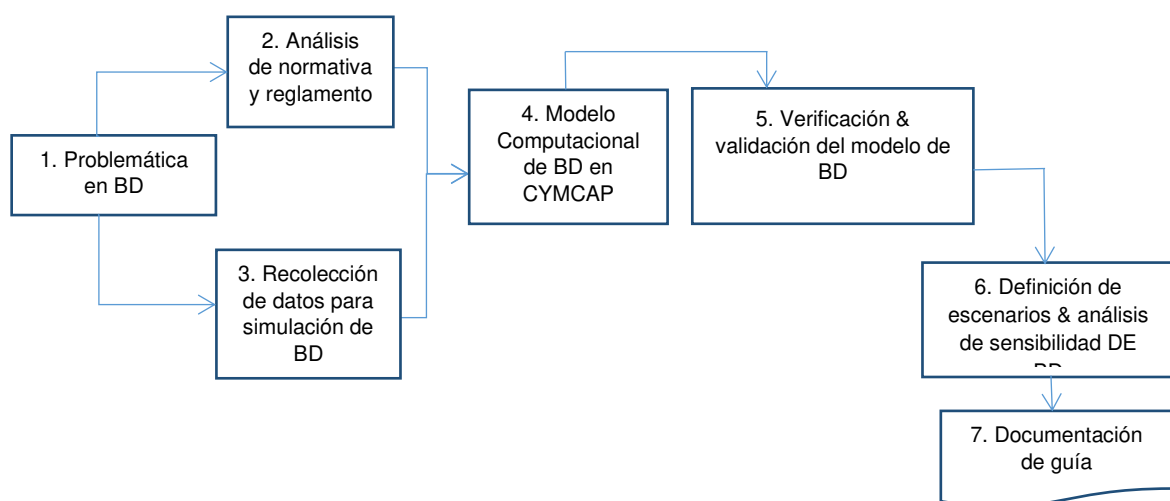 1. Problemática
en BD
2. Análisis
de normativa
y reglamento
3. Recolección
de datos para
simulación de
BD
4. Modelo
Computacional
de BD en
CYMCAP
5. Verificación &
validación del modelo de
BD
6. Definición de
escenarios & análisis
de sensibilidad DE
BD
7. Documentación
de guía